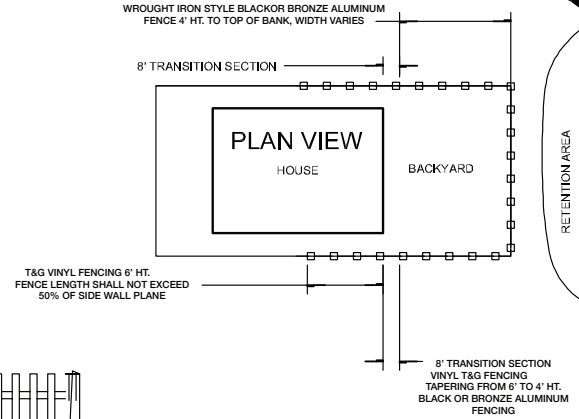 WROUGHT IRON STYLE BLACKOR BRONZE ALUMINUM
FENCE 4' HT. TO TOP OF BANK, WIDTH VARIES
8' TRANSITION SECTION
PLAN VIEW
HOUSE
BACKYARD
RETENTION AREA
T&G VINYL FENCING 6' HT.
FENCE LENGTH SHALL NOT EXCEED
50% OF SIDE WALL PLANE
8' TRANSITION SECTION
VINYL T&G FENCING
TAPERING FROM 6' TO 4' HT.
BLACK OR BRONZE ALUMINUM
FENCING